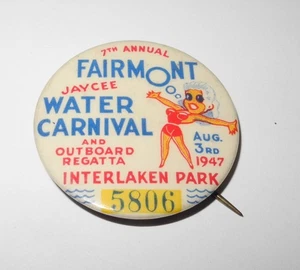 7TH ANNUAL
FAIRMONT
JAYCEE
WATER
CARNIVAL
AND
OUTBOARD
REGATTA
AUG.
3RD
1947
INTERLAKEN PARK
5806